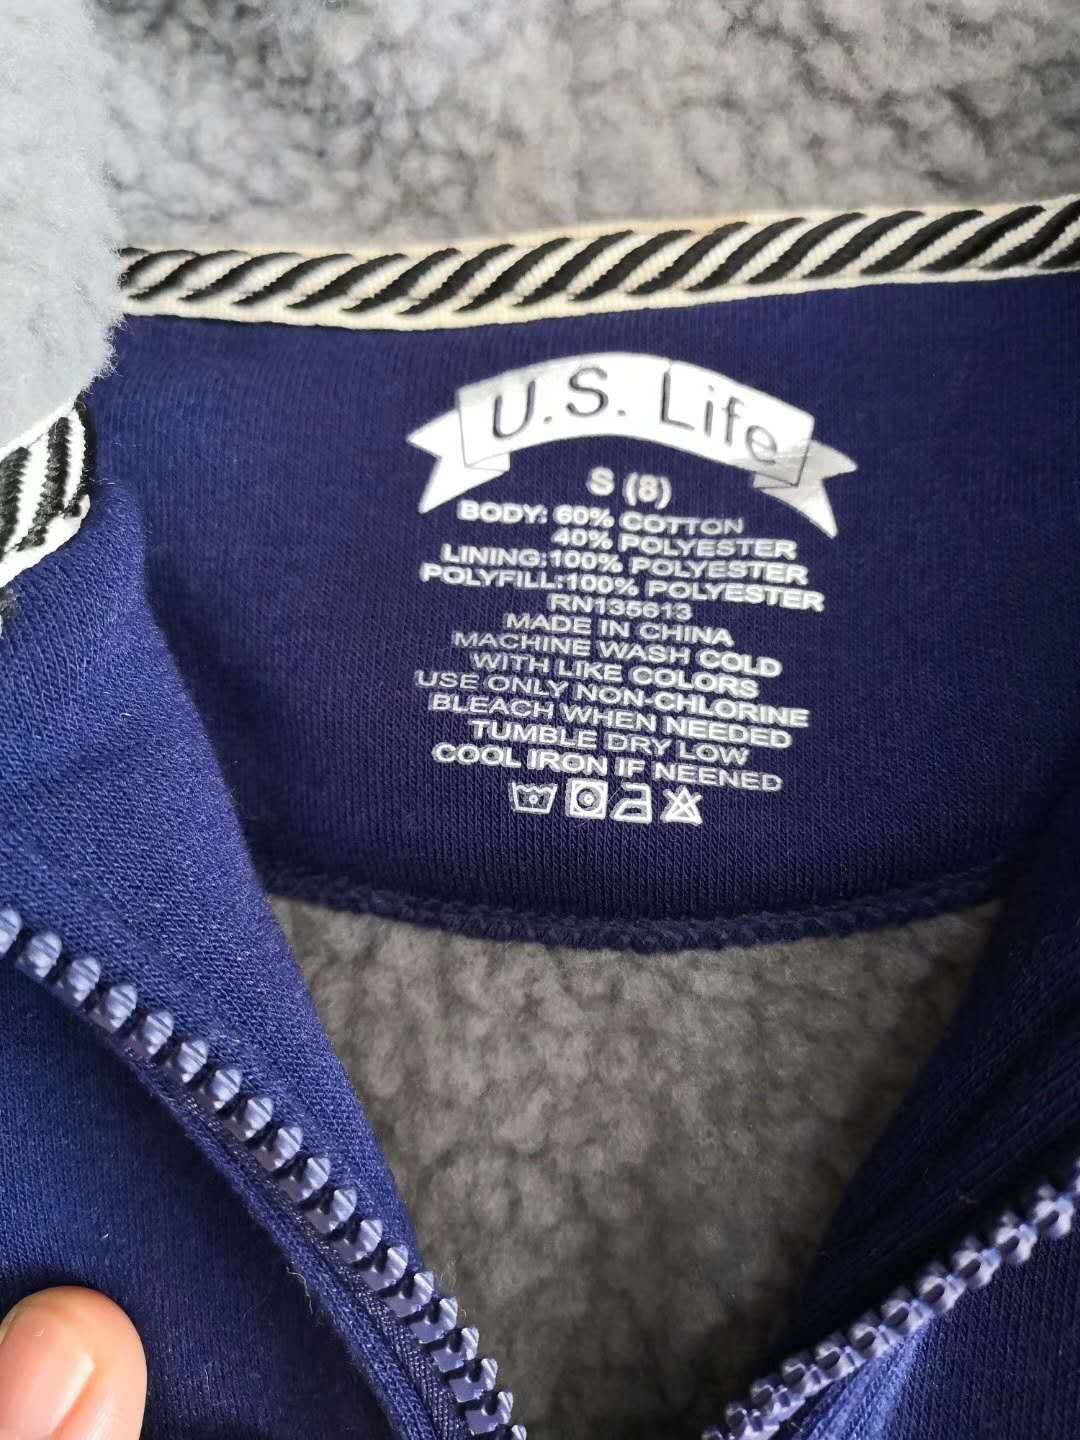 U.S. Life
S (8)
BODY: 60% COTTON
40% POLYESTER
LINING:100% POLYESTER
POLYFILL:100% POLYESTER
RN135613
MADE IN CHINA
MACHINE WASH COLD
WITH LIKE COLORS
USE ONLY NON-CHLORINE
BLEACH WHEN NEEDED
TUMBLE DRY LOW
COOL IRON IF NEENED